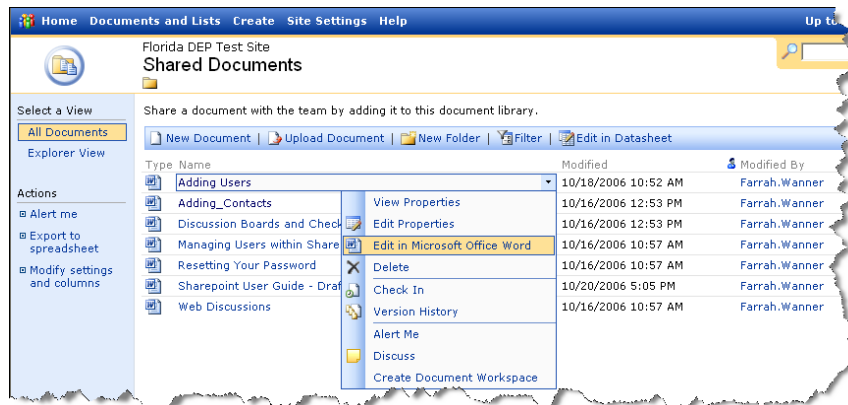 Home Documents and Lists Create Site Settings Help Up to
Florida DEP Test Site
Shared Documents
Select a View
All Documents
Explorer View
Actions
Alert me
Export to
spreadsheet
Modify settings
and columns
Share a document with the team by adding it to this document library.
New Document | Upload Document | New Folder | Filter | Edit in Datasheet
Type Name Modified Modified By
Adding Users 10/18/2006 10:52 AM Farrah.Wanner
Adding_Contacts 10/16/2006 12:53 PM Farrah.Wanner
Discussion Boards and Check 10/16/2006 12:53 PM Farrah.Wanner
Managing Users within Share 10/16/2006 10:57 AM Farrah.Wanner
Resetting Your Password 10/16/2006 10:57 AM Farrah.Wanner
Sharepoint User Guide - Draf 10/20/2006 5:05 PM Farrah.Wanner
Web Discussions 10/16/2006 10:57 AM Farrah.Wanner
View Properties
Edit Properties
Edit in Microsoft Office Word
Delete
Check In
Version History
Alert Me
Discuss
Create Document Workspace